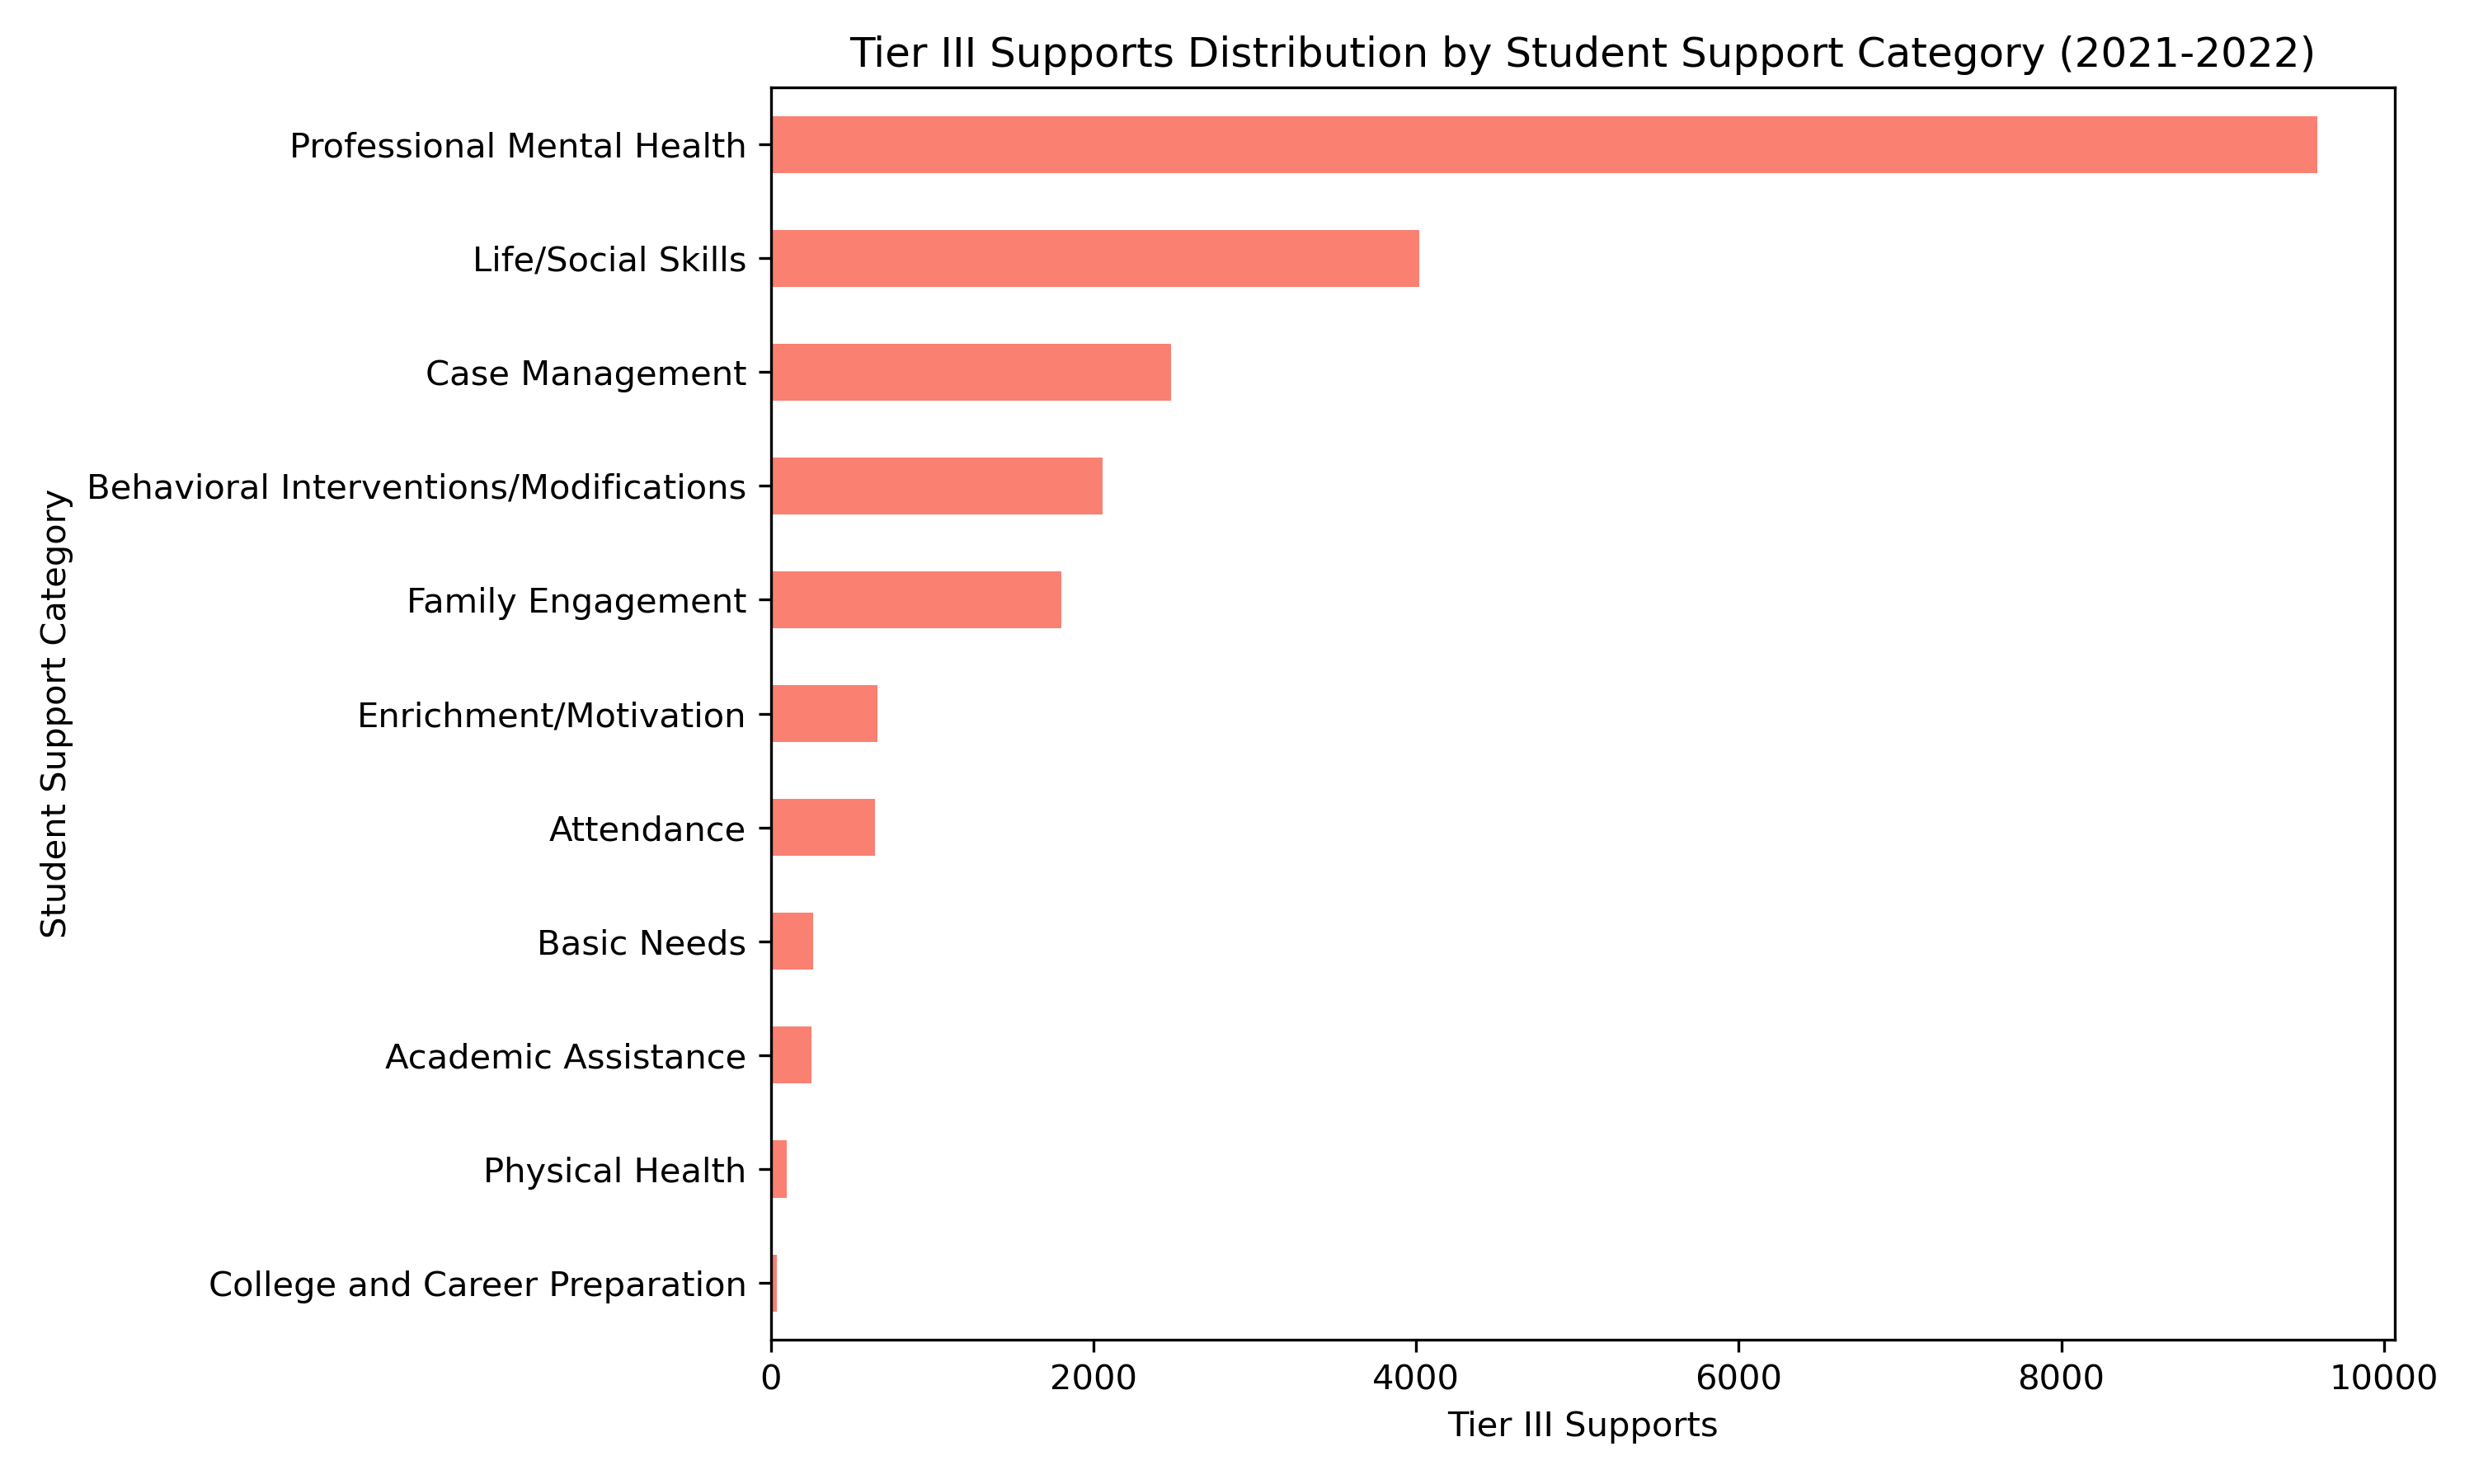 Tier III Supports Distribution by Student Support Category (2021-2022)
Student Support Category
Professional Mental Health
Life/Social Skills
Case Management
Behavioral Interventions/Modifications
Family Engagement
Enrichment/Motivation
Attendance
Basic Needs
Academic Assistance
Physical Health
College and Career Preparation
0 2000 4000 6000 8000 10000
Tier III Supports